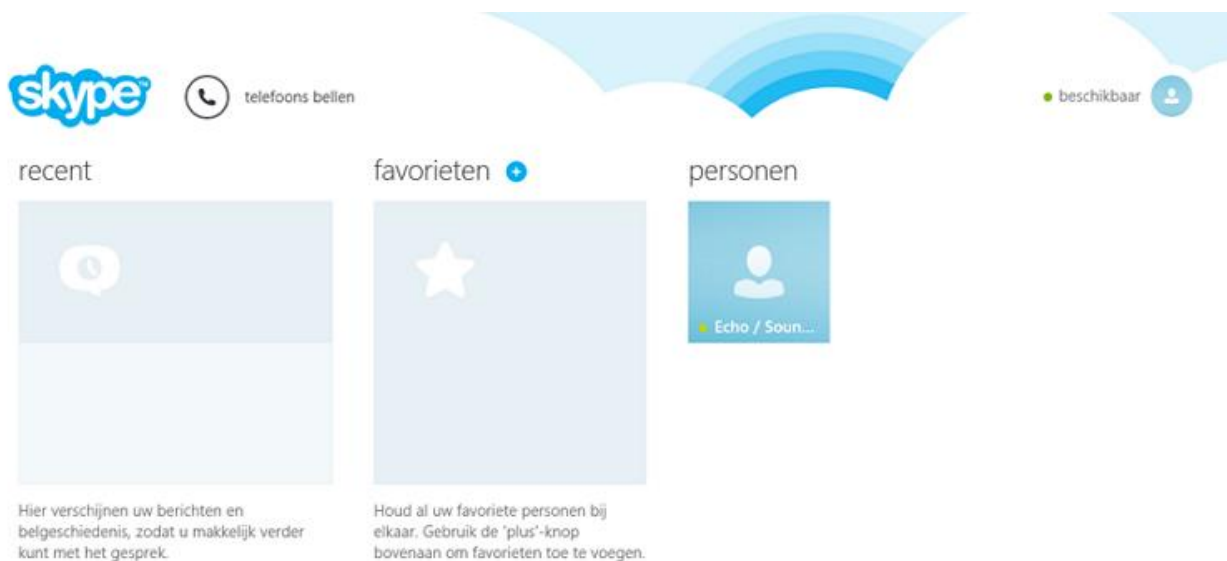 skype™
telefoons bellen
beschikbaar
recent
favorieten
personen
Echo / Soun...
Hier verschijnen uw berichten en
belgeschiedenis, zodat u makkelijk verder
kunt met het gesprek.
Houd al uw favoriete personen bij
elkaar. Gebruik de 'plus'-knop
bovenaan om favorieten toe te voegen.